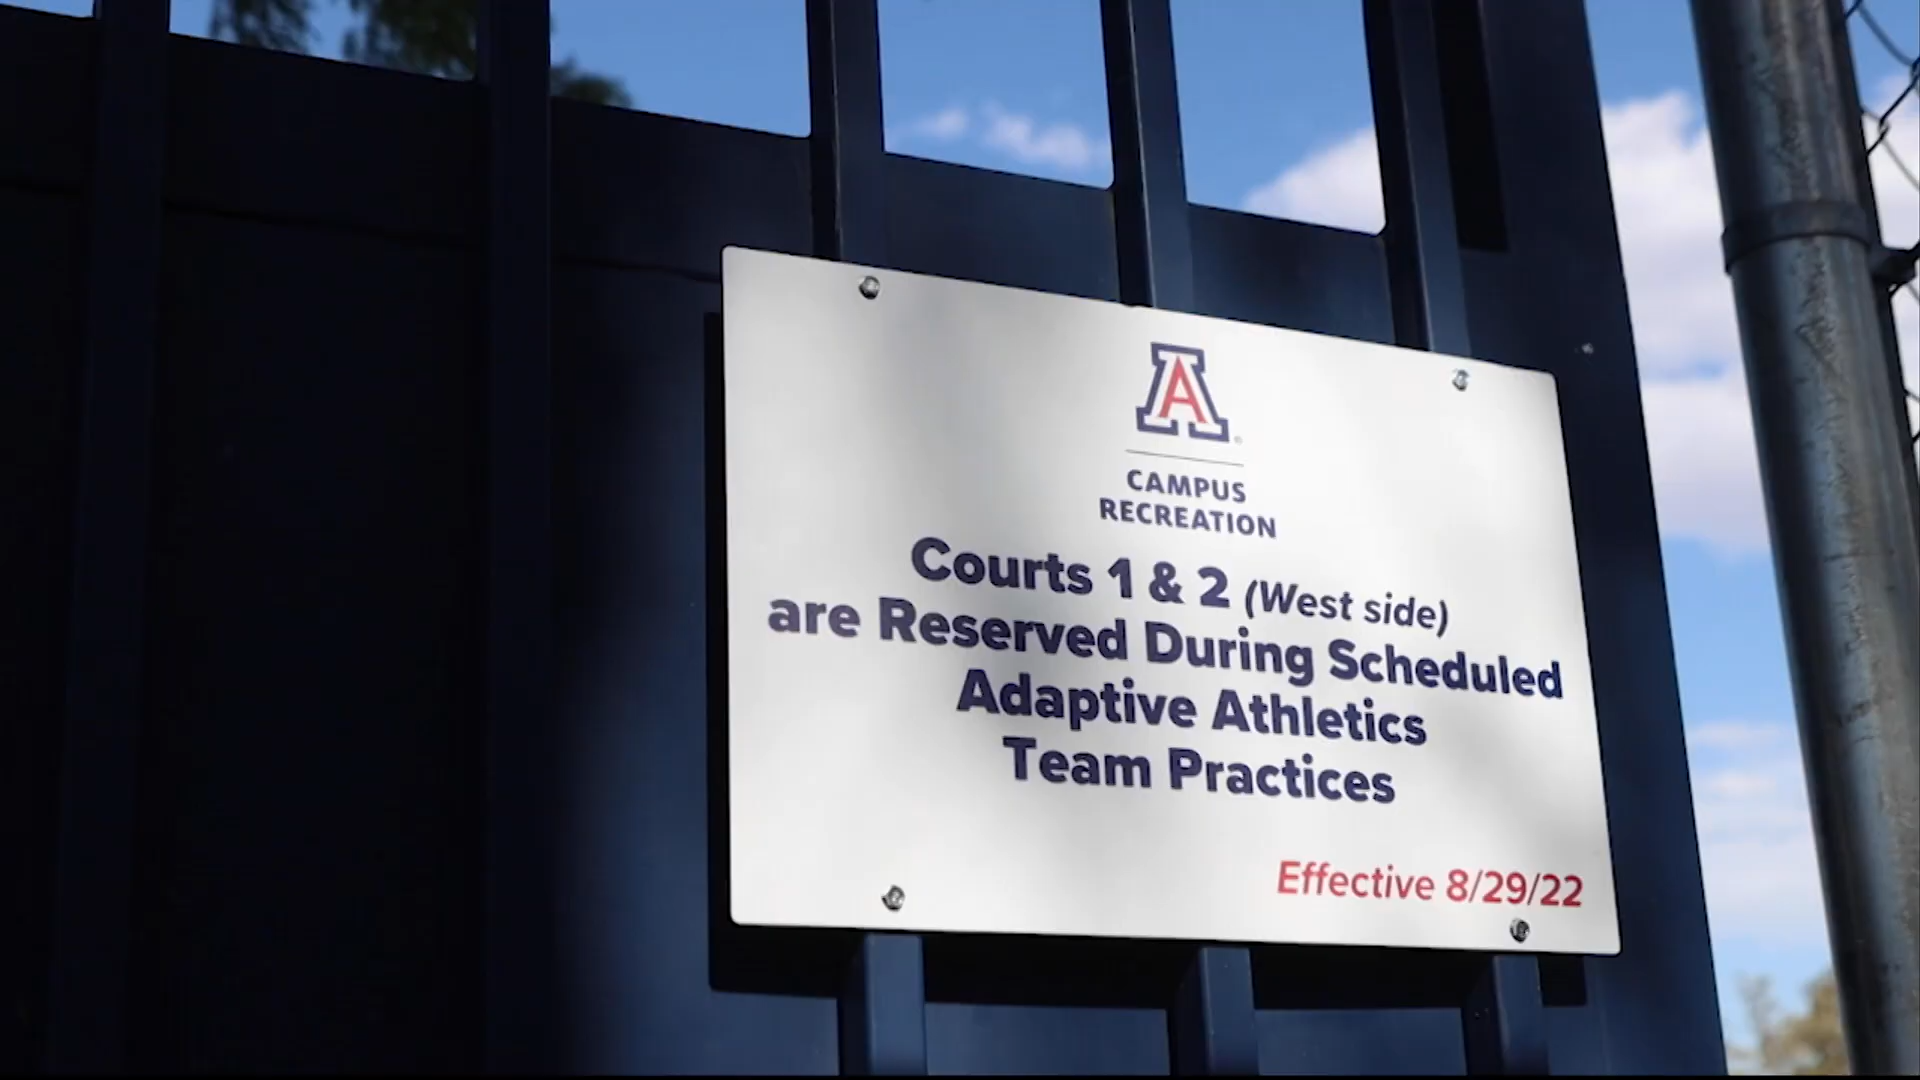 A
CAMPUS
RECREATION
Courts 1 & 2 (West side)
are Reserved During Scheduled
Adaptive Athletics
Team Practices
Effective 8/29/22